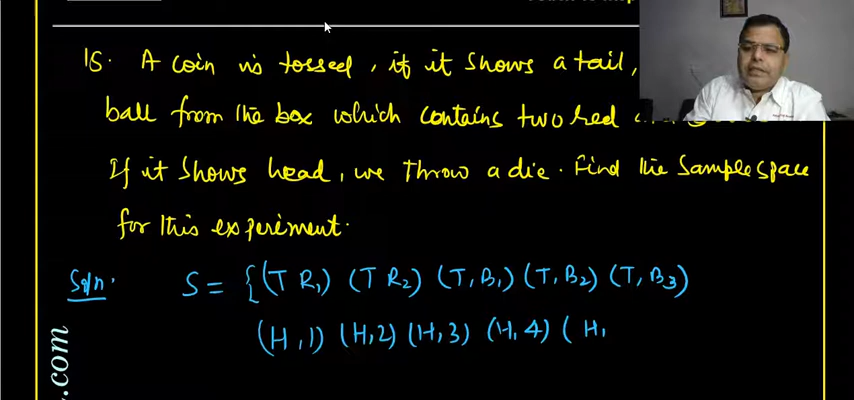 15. A coin is tossed, if it shows a tail,
ball from the box which contains two red
If it shows head, we throw a die. Find the sample space
for this experiment.
Soln. S = {(T R₁) (T R₂) (T, B₁) (T, B₂) (T, B₃)
(H, 1) (H, 2) (H, 3) (H, 4) ( H,